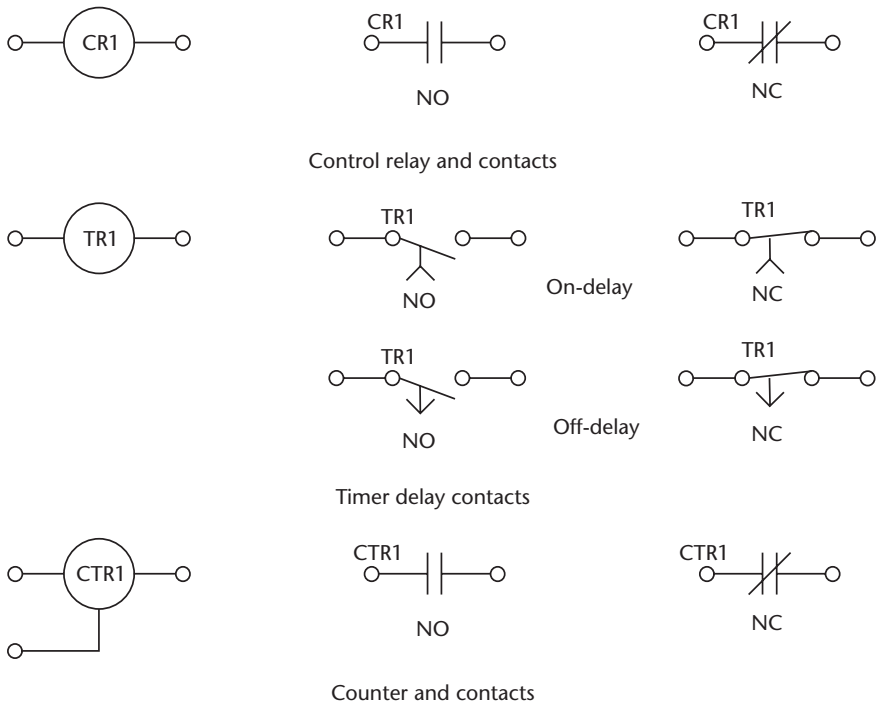 CR1 CR1 CR1
NO NC
Control relay and contacts
TR1 TR1 TR1
NO On-delay NC
TR1 TR1
NO Off-delay NC
Timer delay contacts
CTR1 CTR1 CTR1
NO NC
Counter and contacts